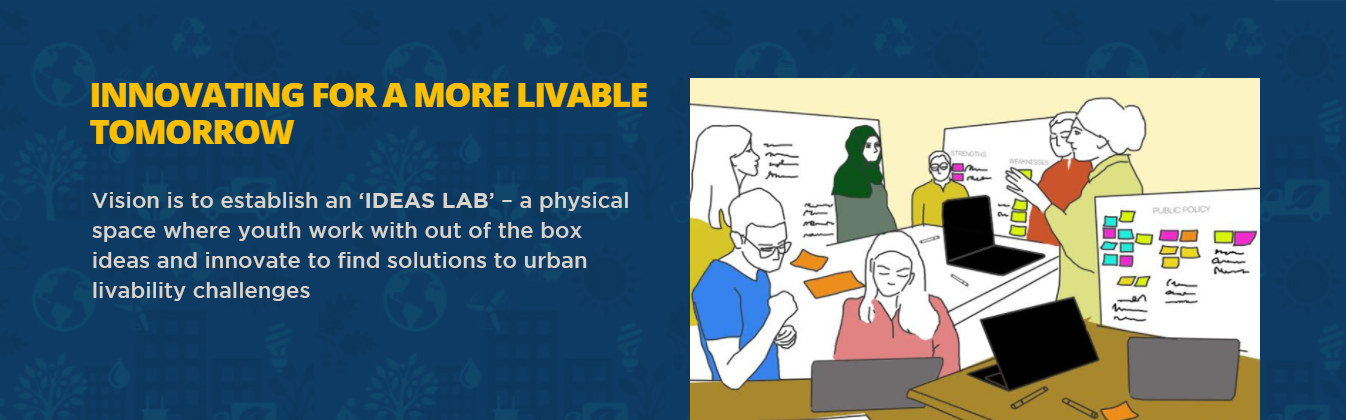 INNOVATING FOR A MORE LIVABLE
TOMORROW
Vision is to establish an ‘IDEAS LAB’ – a physical
space where youth work with out of the box
ideas and innovate to find solutions to urban
livability challenges
STRENGTHS
WEAKNESSES
PUBLIC POLICY